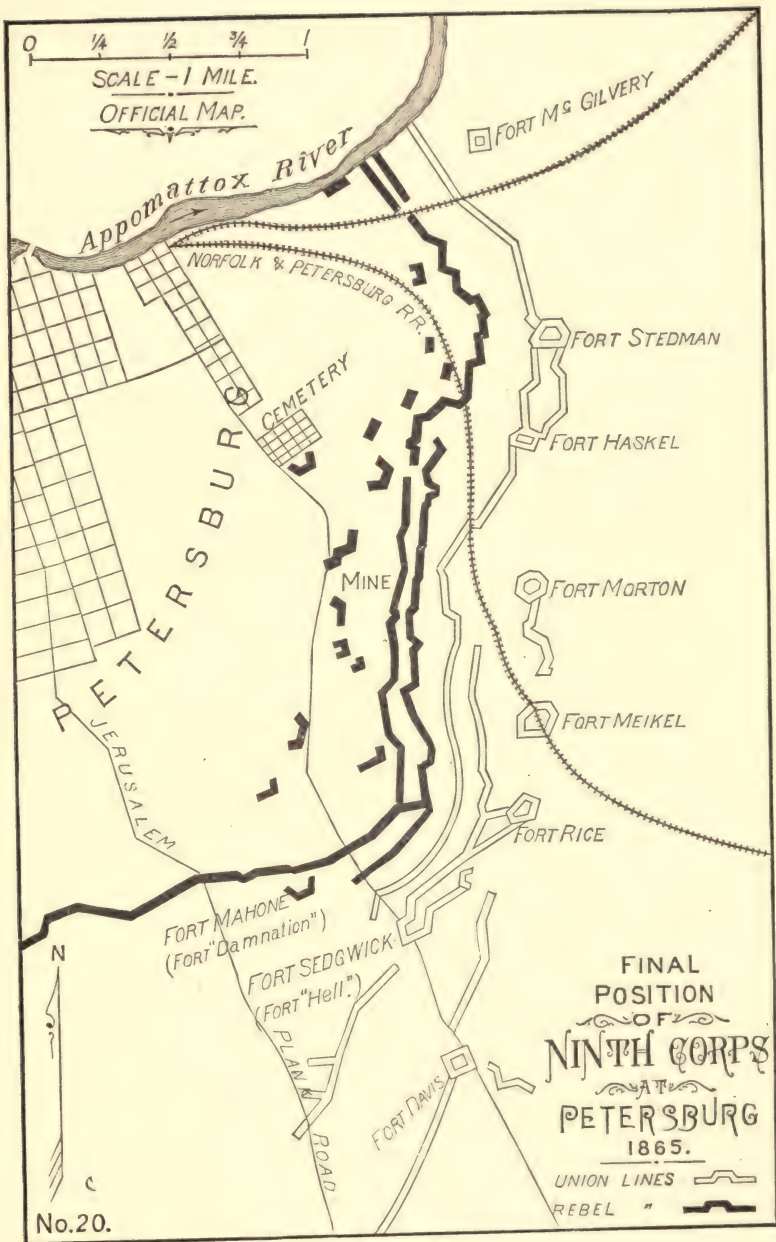 0 1/4 1/2 3/4 1
SCALE - 1 MILE.
OFFICIAL MAP.
FORT Mc GILVERY
Appomattox River
NORFOLK & PETERSBURG R.R.
FORT STEDMAN
CEMETERY
FORT HASKEL
PETERSBURG
MINE
FORT MORTON
FORT MEIKEL
JERUSALEM
FORT RICE
FORT MAHONE
(FORT "Damnation")
FORT SEDGWICK
(FORT "Hell.")
N
PLANK ROAD
FORT DAVIS
FINAL
POSITION
OF
NINTH CORPS
AT
PETERSBURG
1865.
UNION LINES
REBEL "
C
No.20.